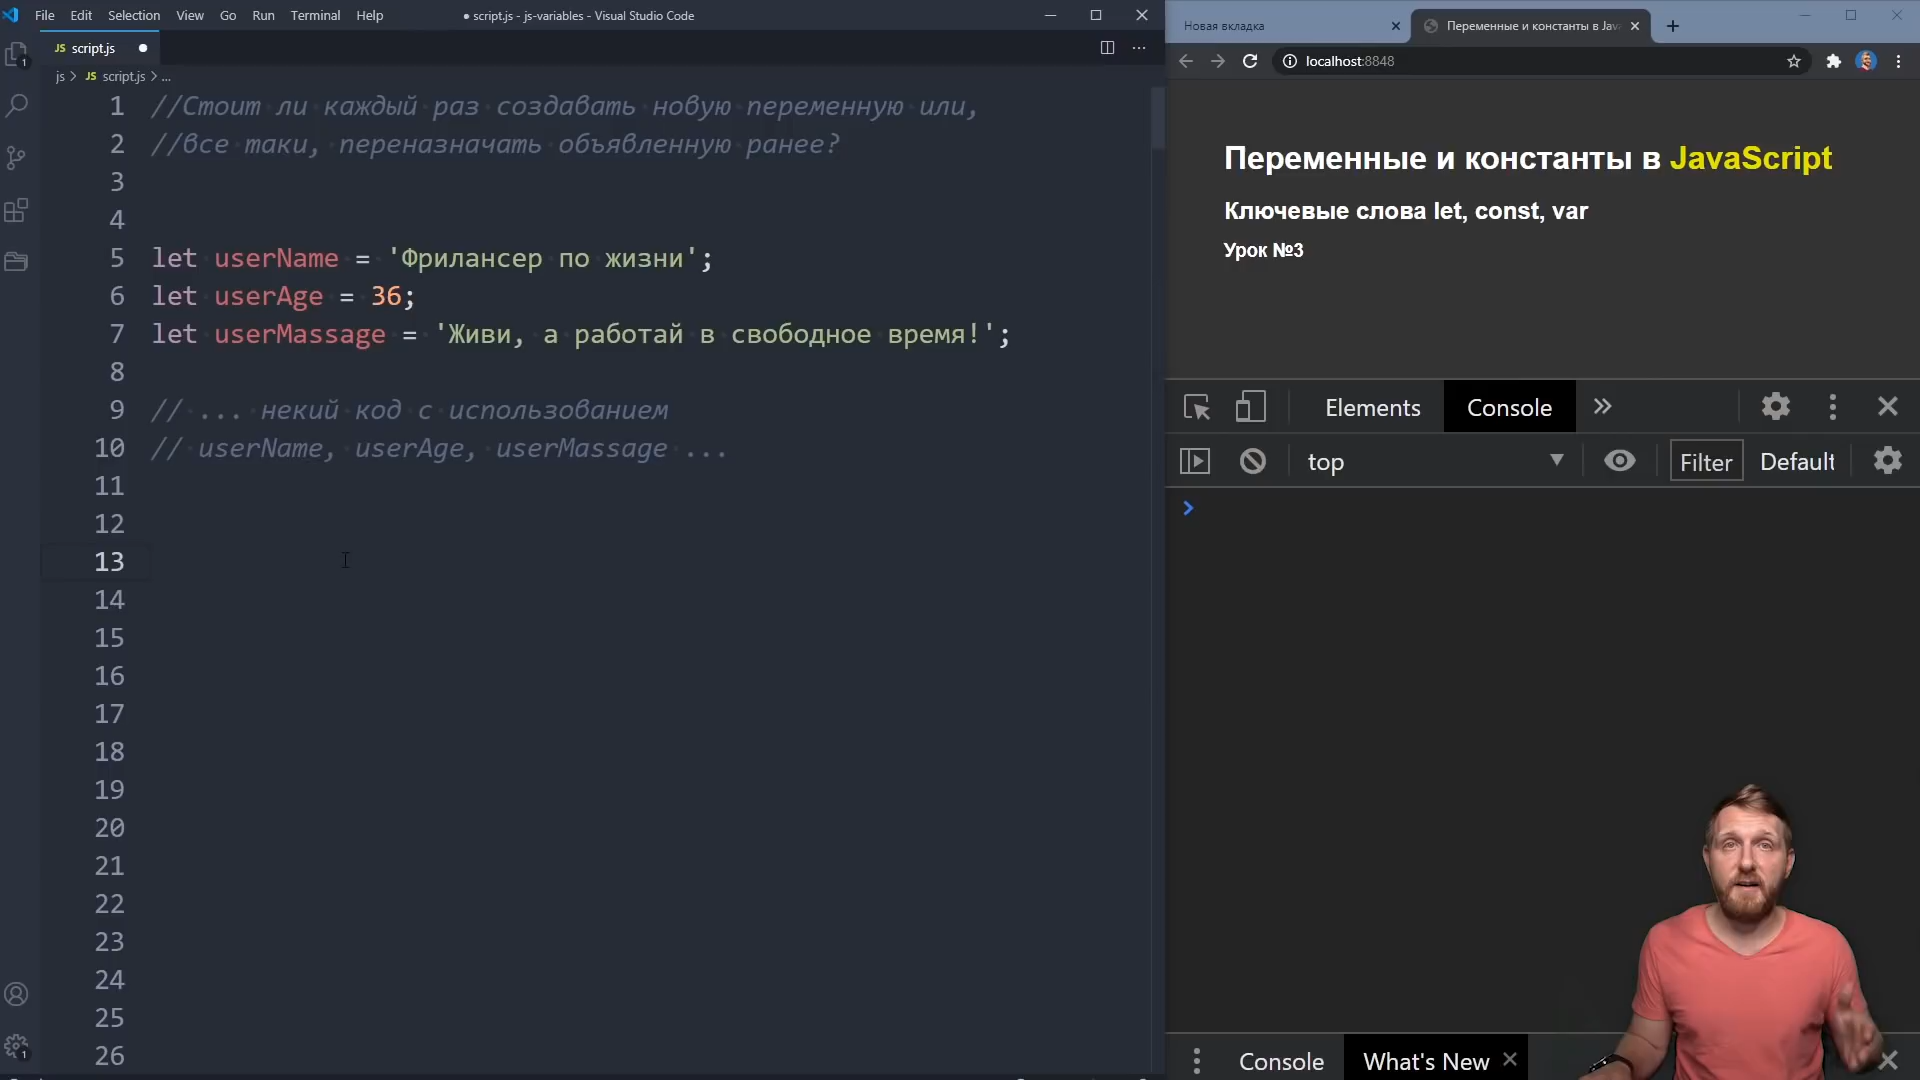 File Edit Selection View Go Run Terminal Help
● script.js - js-variables - Visual Studio Code
JS script.js
js > JS script.js > ...
1 //Стоит ли каждый раз создавать новую переменную или,
2 //все таки, переназначать объявленную ранее?
3
4
5 let userName = 'Фрилансер по жизни';
6 let userAge = 36;
7 let userMassage = 'Живи, а работай в свободное время!';
8
9 // ... некий код с использованием
10 // userName, userAge, userMassage ...
11
12
13
14
15
16
17
18
19
20
21
22
23
24
25
26
1
1
Новая вкладка
Переменные и константы в Jav
localhost:8848
Переменные и константы в JavaScript
Ключевые слова let, const, var
Урок №3
Elements Console
top Filter Default
Console What's New